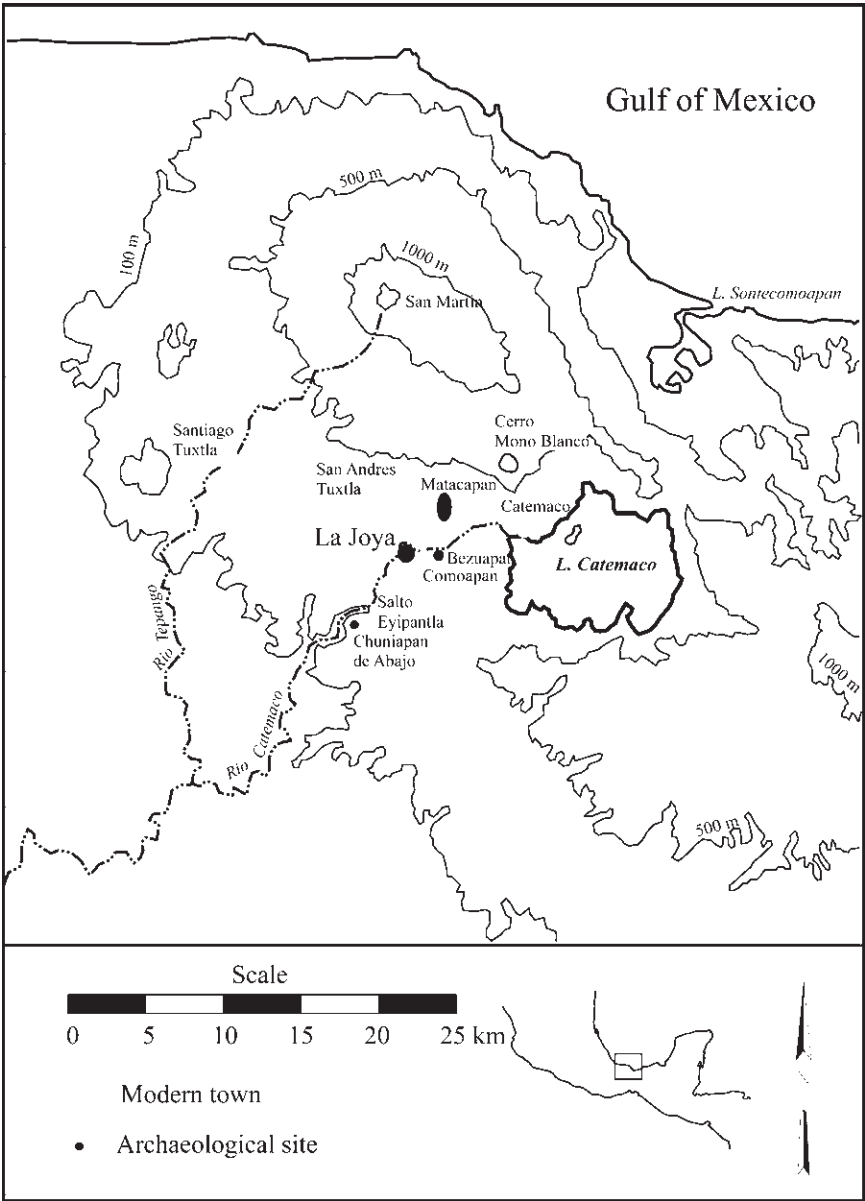 Gulf of Mexico
500 m
1000 m
100 m
L. Sontecomoapan
San Martin
Santiago
Tuxtla
Cerro
Mono Blanco
San Andres
Tuxtla
Matacapan
Catemaco
La Joya
Bezuapan
Comoapan
L. Catemaco
Salto
Eyipantla
Chuniapan
de Abajo
Rio Tepango
Rio Catemaco
1000 m
500 m
Scale
0 5 10 15 20 25 km
Modern town
Archaeological site